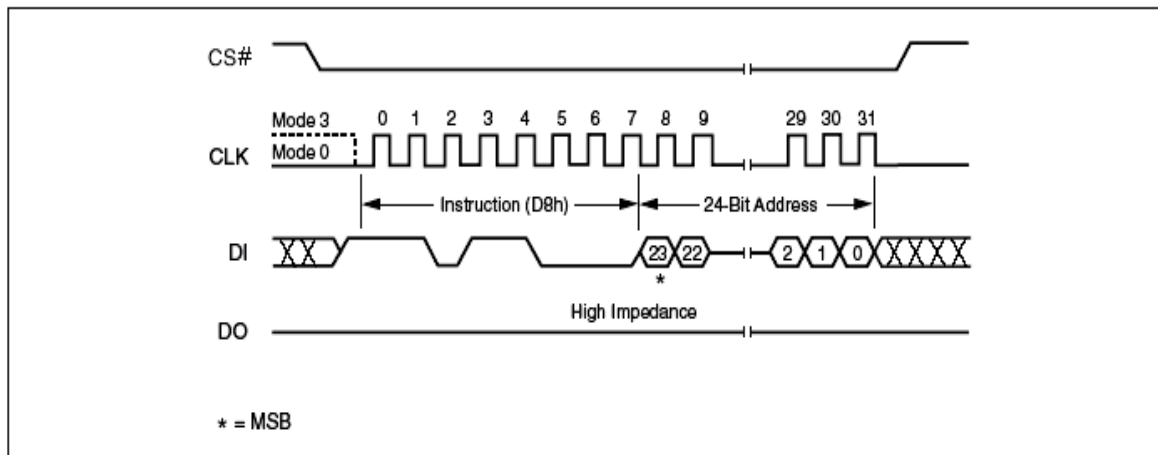 CS#
Mode 3 0 1 2 3 4 5 6 7 8 9 29 30 31
CLK Mode 0
Instruction (D8h) 24-Bit Address
DI 23 22 2 1 0
*
High Impedance
DO
* = MSB